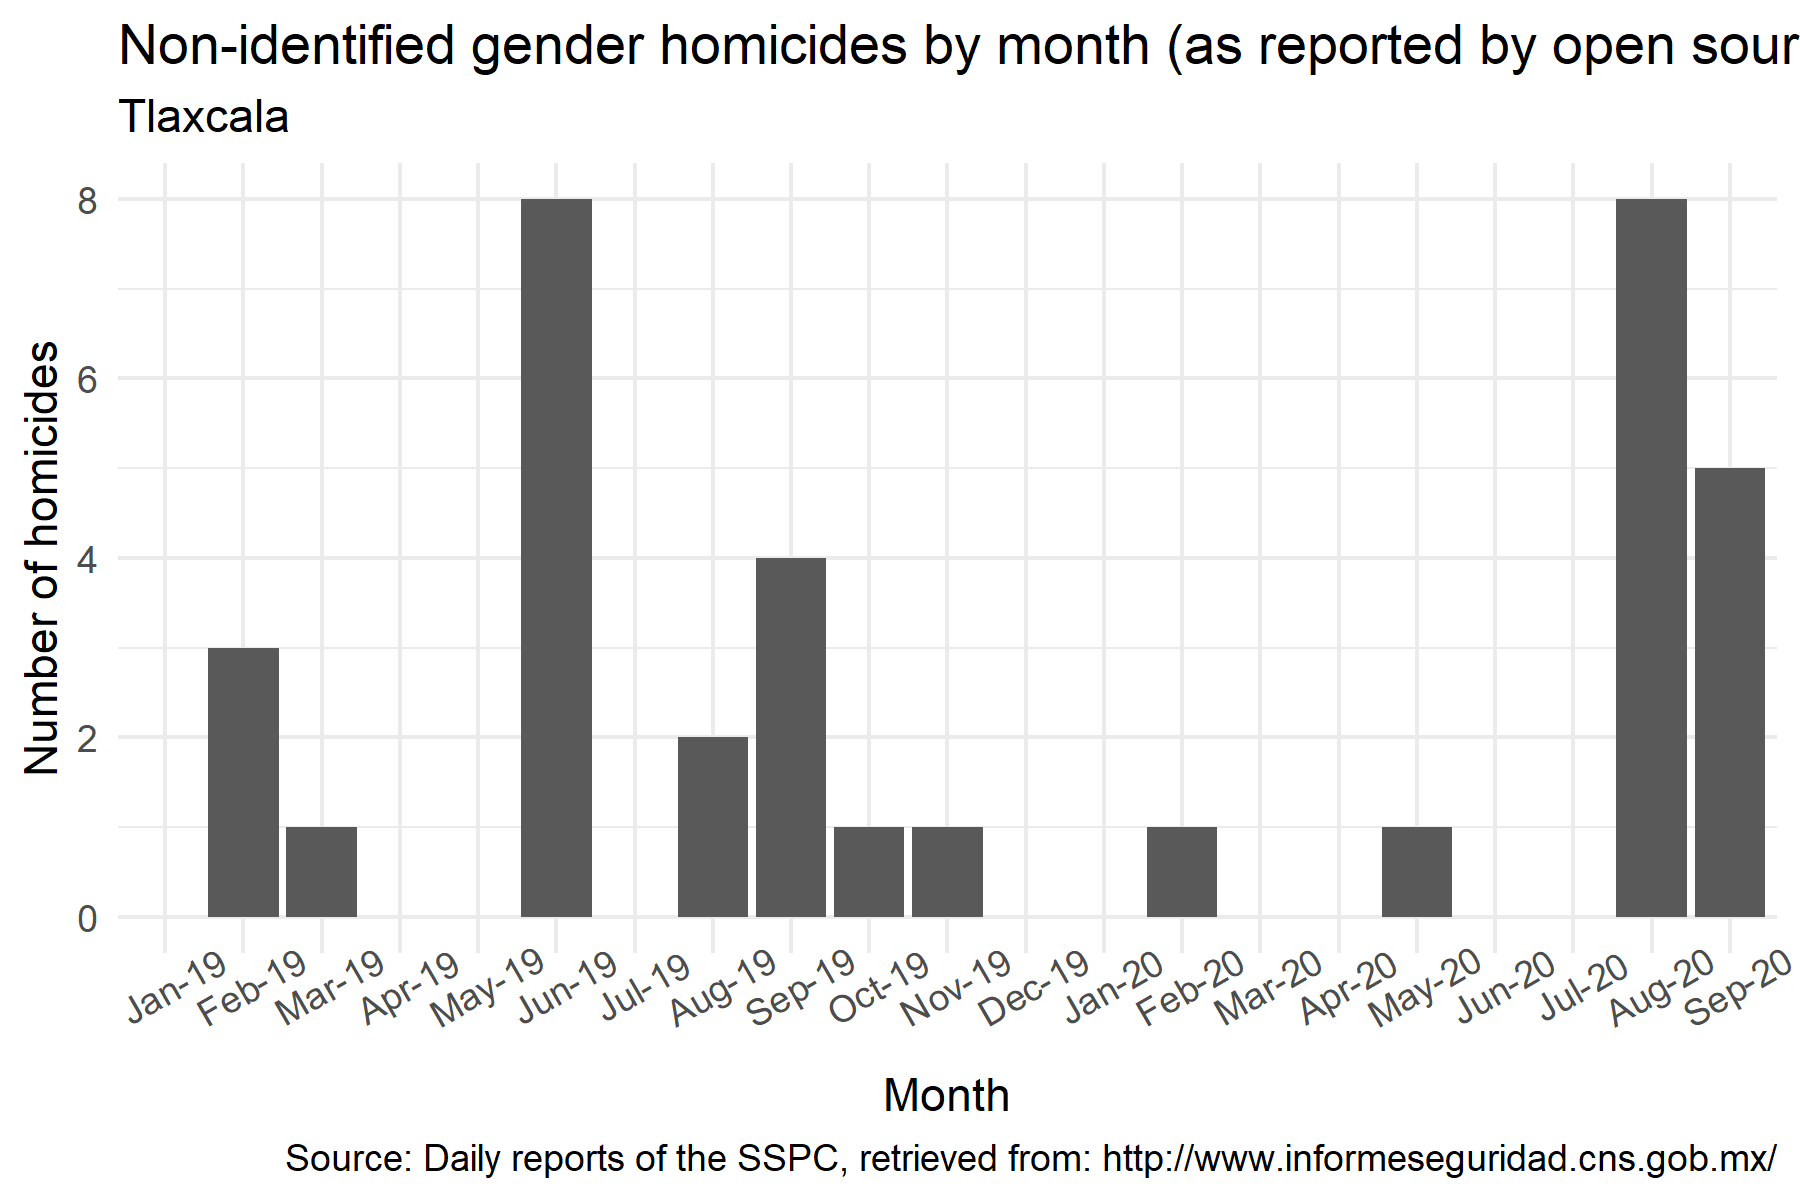 Non-identified gender homicides by month (as reported by open sour
Tlaxcala
Number of homicides
8
6
4
2
0
Jan-19
Feb-19
Mar-19
Apr-19
May-19
Jun-19
Jul-19
Aug-19
Sep-19
Oct-19
Nov-19
Dec-19
Jan-20
Feb-20
Mar-20
Apr-20
May-20
Jun-20
Jul-20
Aug-20
Sep-20
Month
Source: Daily reports of the SSPC, retrieved from: http://www.informeseguridad.cns.gob.mx/